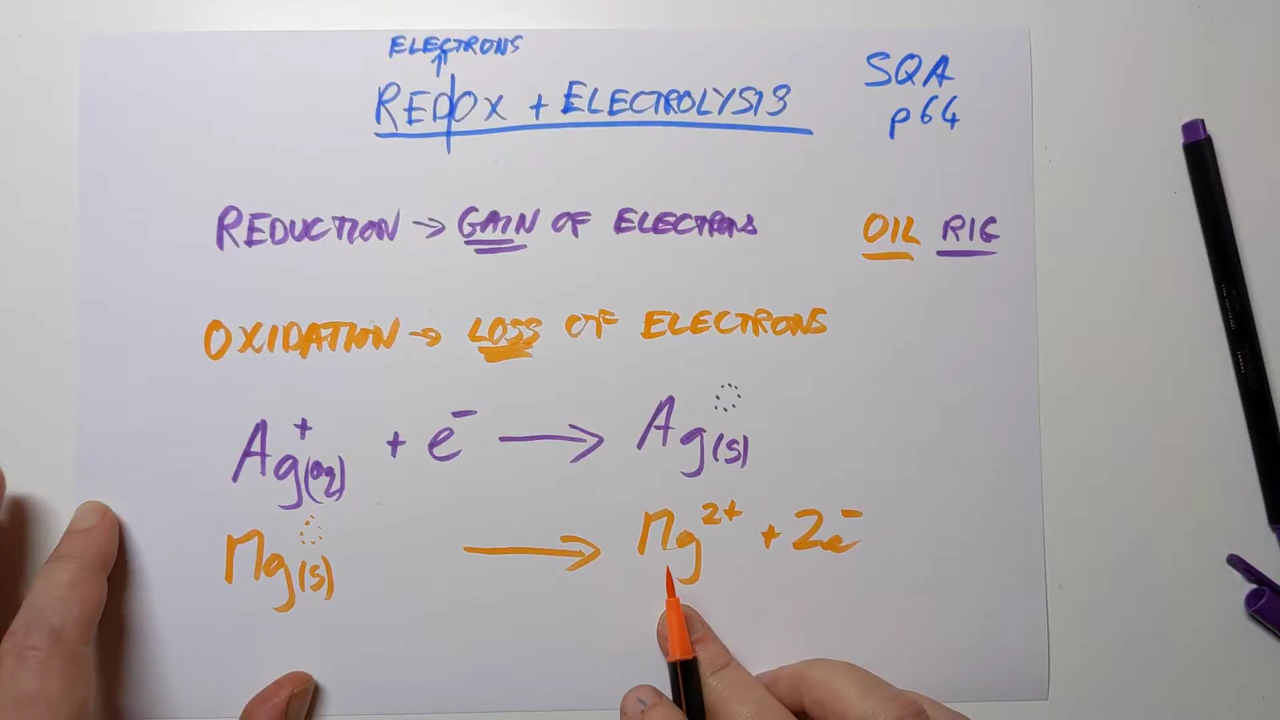 ELECTRONS
REDOX + ELECTROLYSIS
SQA
p64
REDUCTION → GAIN OF ELECTRONS
OIL RIG
OXIDATION → LOSS OF ELECTRONS
Ag⁺(aq) + e⁻ → Ag(s)
Mg(s) → Mg²⁺ + 2e⁻